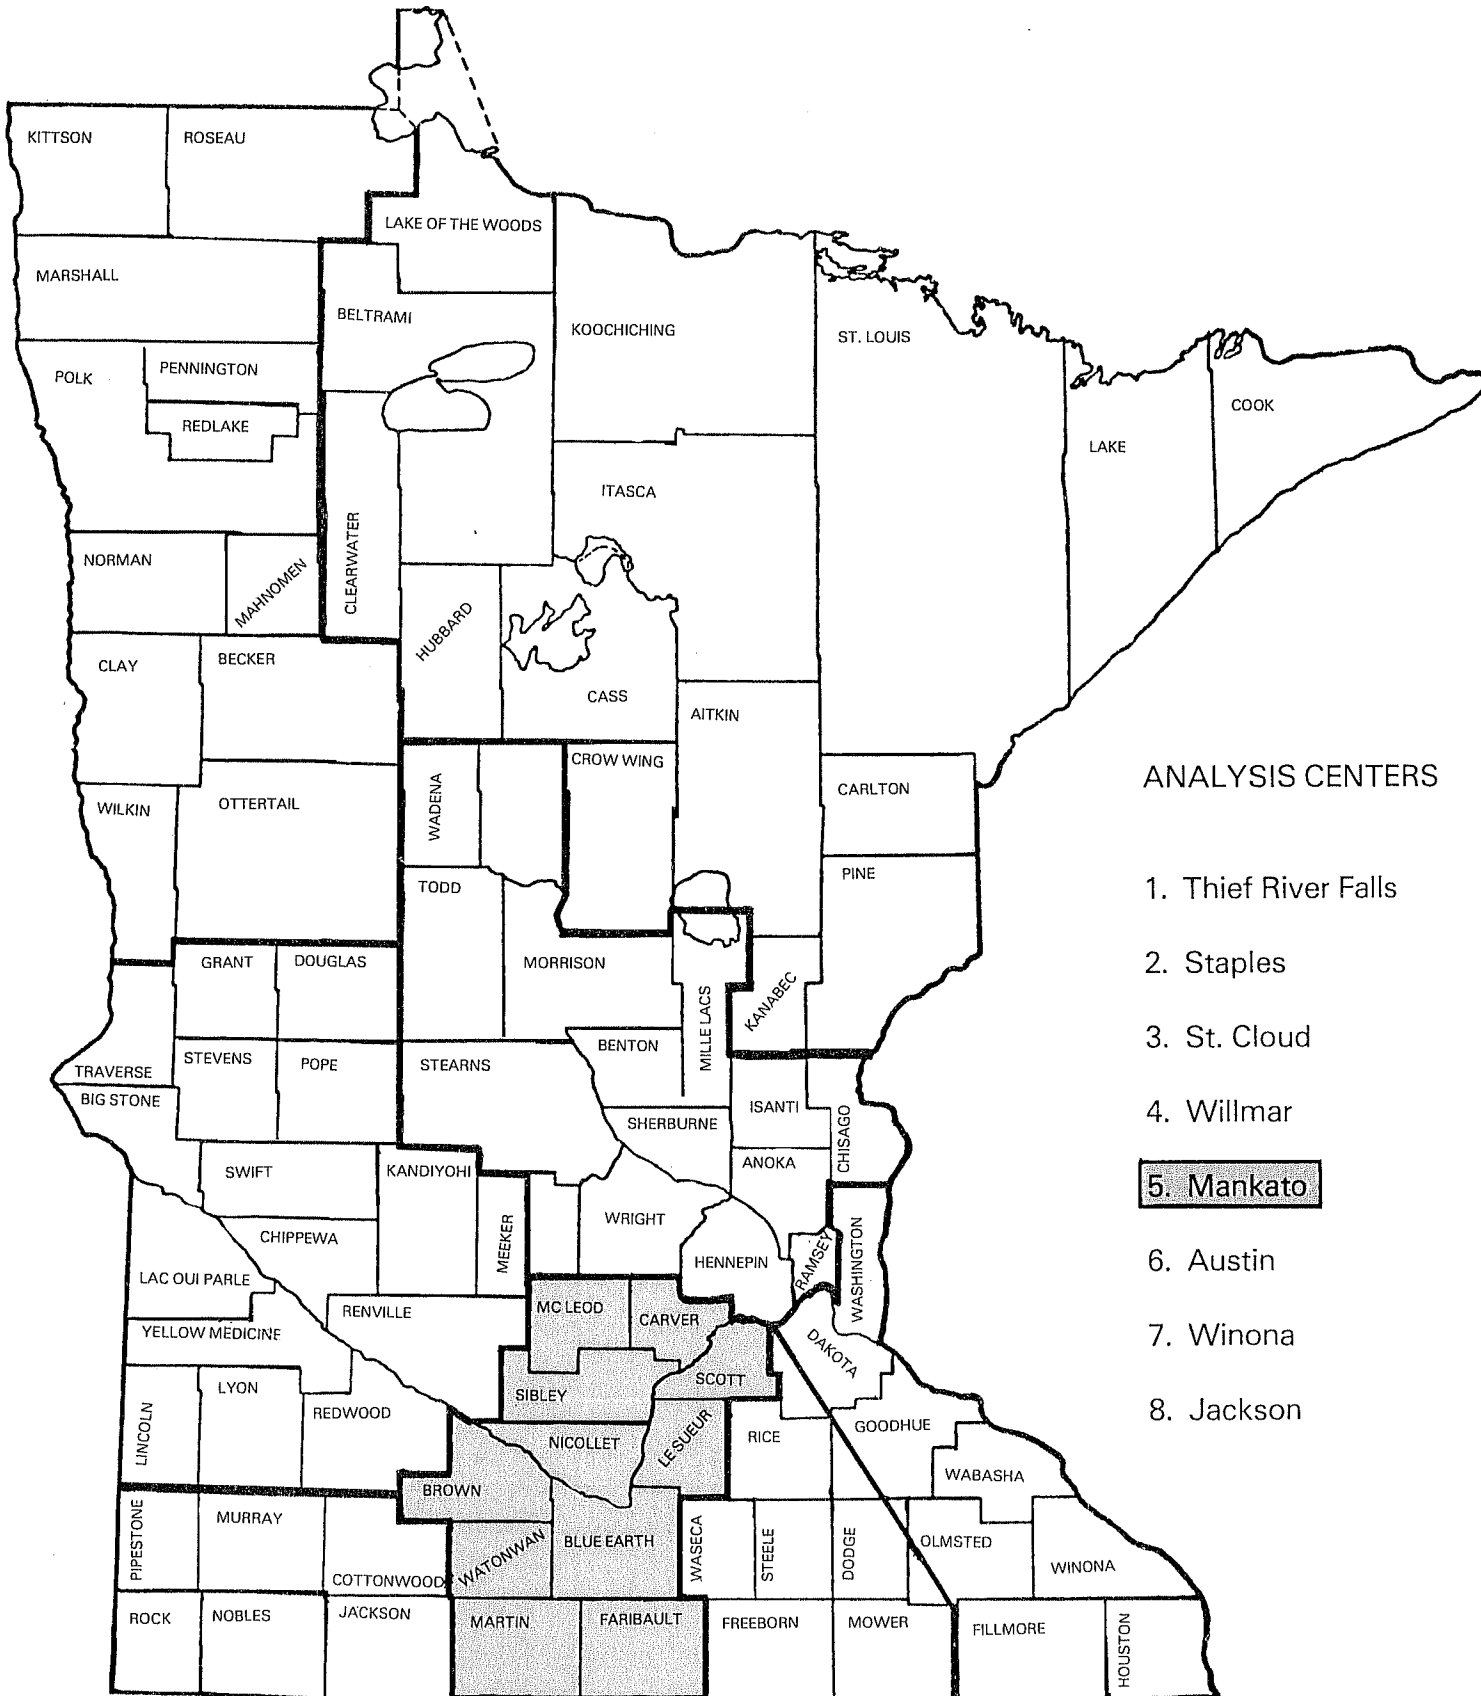 KITTSON
ROSEAU
LAKE OF THE WOODS
MARSHALL
BELTRAMI
KOOCHICHING
ST. LOUIS
POLK
PENNINGTON
COOK
REDLAKE
LAKE
ITASCA
CLEARWATER
NORMAN
MAHNOMEN
HUBBARD
CLAY
BECKER
CASS
AITKIN
CROW WING
WADENA
CARLTON
WILKIN
OTTERTAIL
PINE
TODD
GRANT
DOUGLAS
MORRISON
KANABEC
MILLE LACS
BENTON
STEVENS
POPE
STEARNS
TRAVERSE
BIG STONE
ISANTI
SHERBURNE
CHISAGO
ANOKA
SWIFT
KANDIYOHI
WRIGHT
CHIPPEWA
MEEKER
HENNEPIN
RAMSEY
WASHINGTON
LAC OUI PARLE
RENVILLE
MC LEOD
CARVER
YELLOW MEDICINE
DAKOTA
LYON
SIBLEY
SCOTT
LINCOLN
REDWOOD
LE SUEUR
RICE
GOODHUE
NICOLLET
WABASHA
BROWN
PIPESTONE
MURRAY
WATONWAN
BLUE EARTH
WASECA
STEELE
DODGE
OLMSTED
WINONA
COTTONWOOD
ROCK
NOBLES
JACKSON
MARTIN
FARIBAULT
FREEBORN
MOWER
FILLMORE
HOUSTON
ANALYSIS CENTERS
1. Thief River Falls
2. Staples
3. St. Cloud
4. Willmar
5. Mankato
6. Austin
7. Winona
8. Jackson